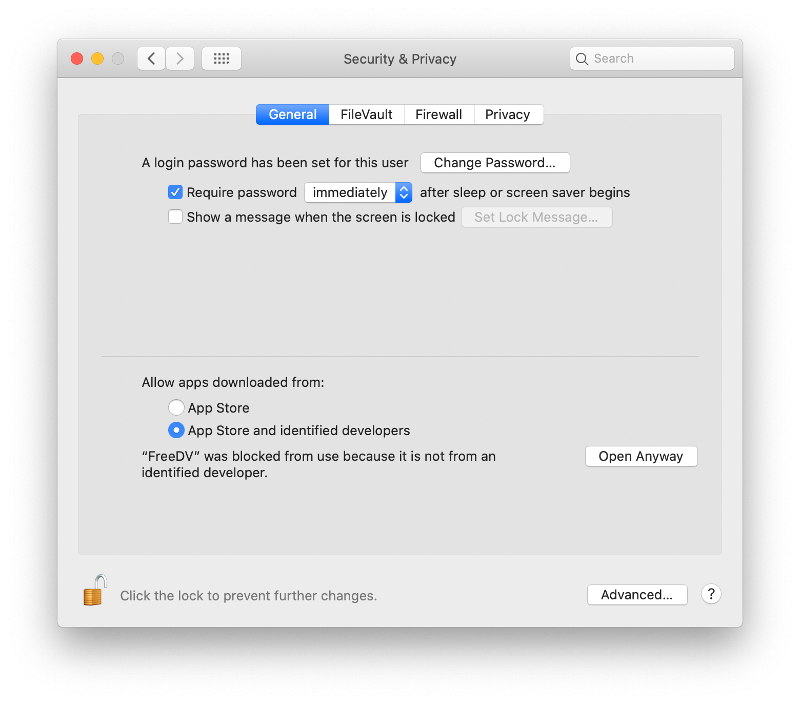 Security & Privacy
Search
General FileVault Firewall Privacy
A login password has been set for this user Change Password...
Require password immediately after sleep or screen saver begins
Show a message when the screen is locked Set Lock Message...
Allow apps downloaded from:
App Store
App Store and identified developers
“FreeDV” was blocked from use because it is not from an
identified developer.
Open Anyway
Click the lock to prevent further changes.
Advanced... ?